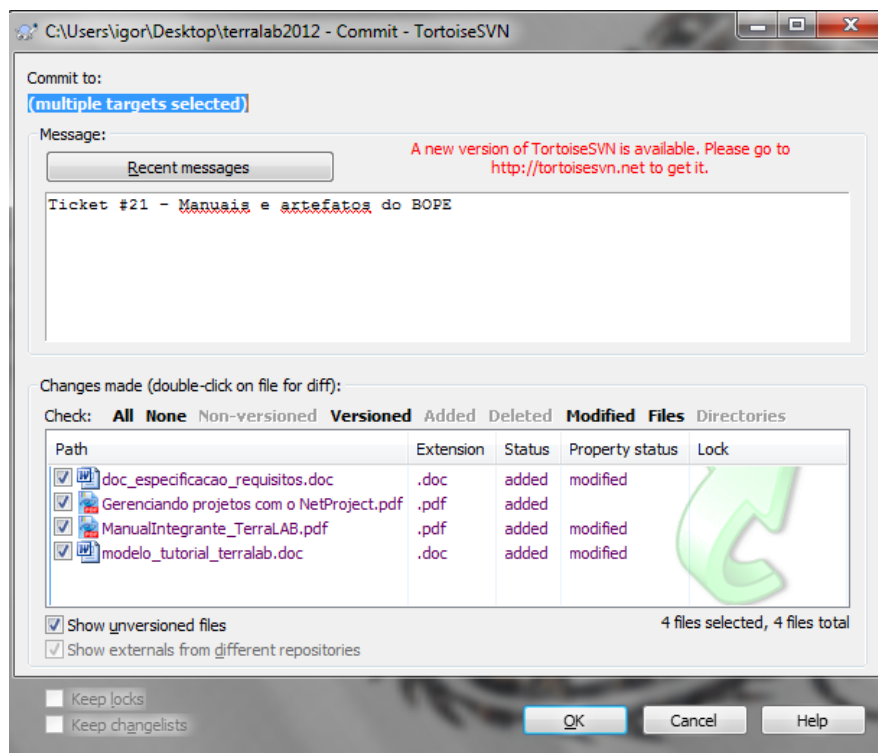 C:\Users\igor\Desktop\terralab2012 - Commit - TortoiseSVN
Commit to:
(multiple targets selected)
Message:
Recent messages
A new version of TortoiseSVN is available. Please go to
http://tortoisesvn.net to get it.
Ticket #21 - Manuais e artefatos do BOPE
Changes made (double-click on file for diff):
Check: All None Non-versioned Versioned Added Deleted Modified Files Directories
Path Extension Status Property status Lock
doc_especificacao_requisitos.doc .doc added modified
Gerenciando projetos com o NetProject.pdf .pdf added
ManualIntegrante_TerraLAB.pdf .pdf added modified
modelo_tutorial_terralab.doc .doc added modified
Show unversioned files
4 files selected, 4 files total
Show externals from different repositories
Keep locks
Keep changelists
OK Cancel Help